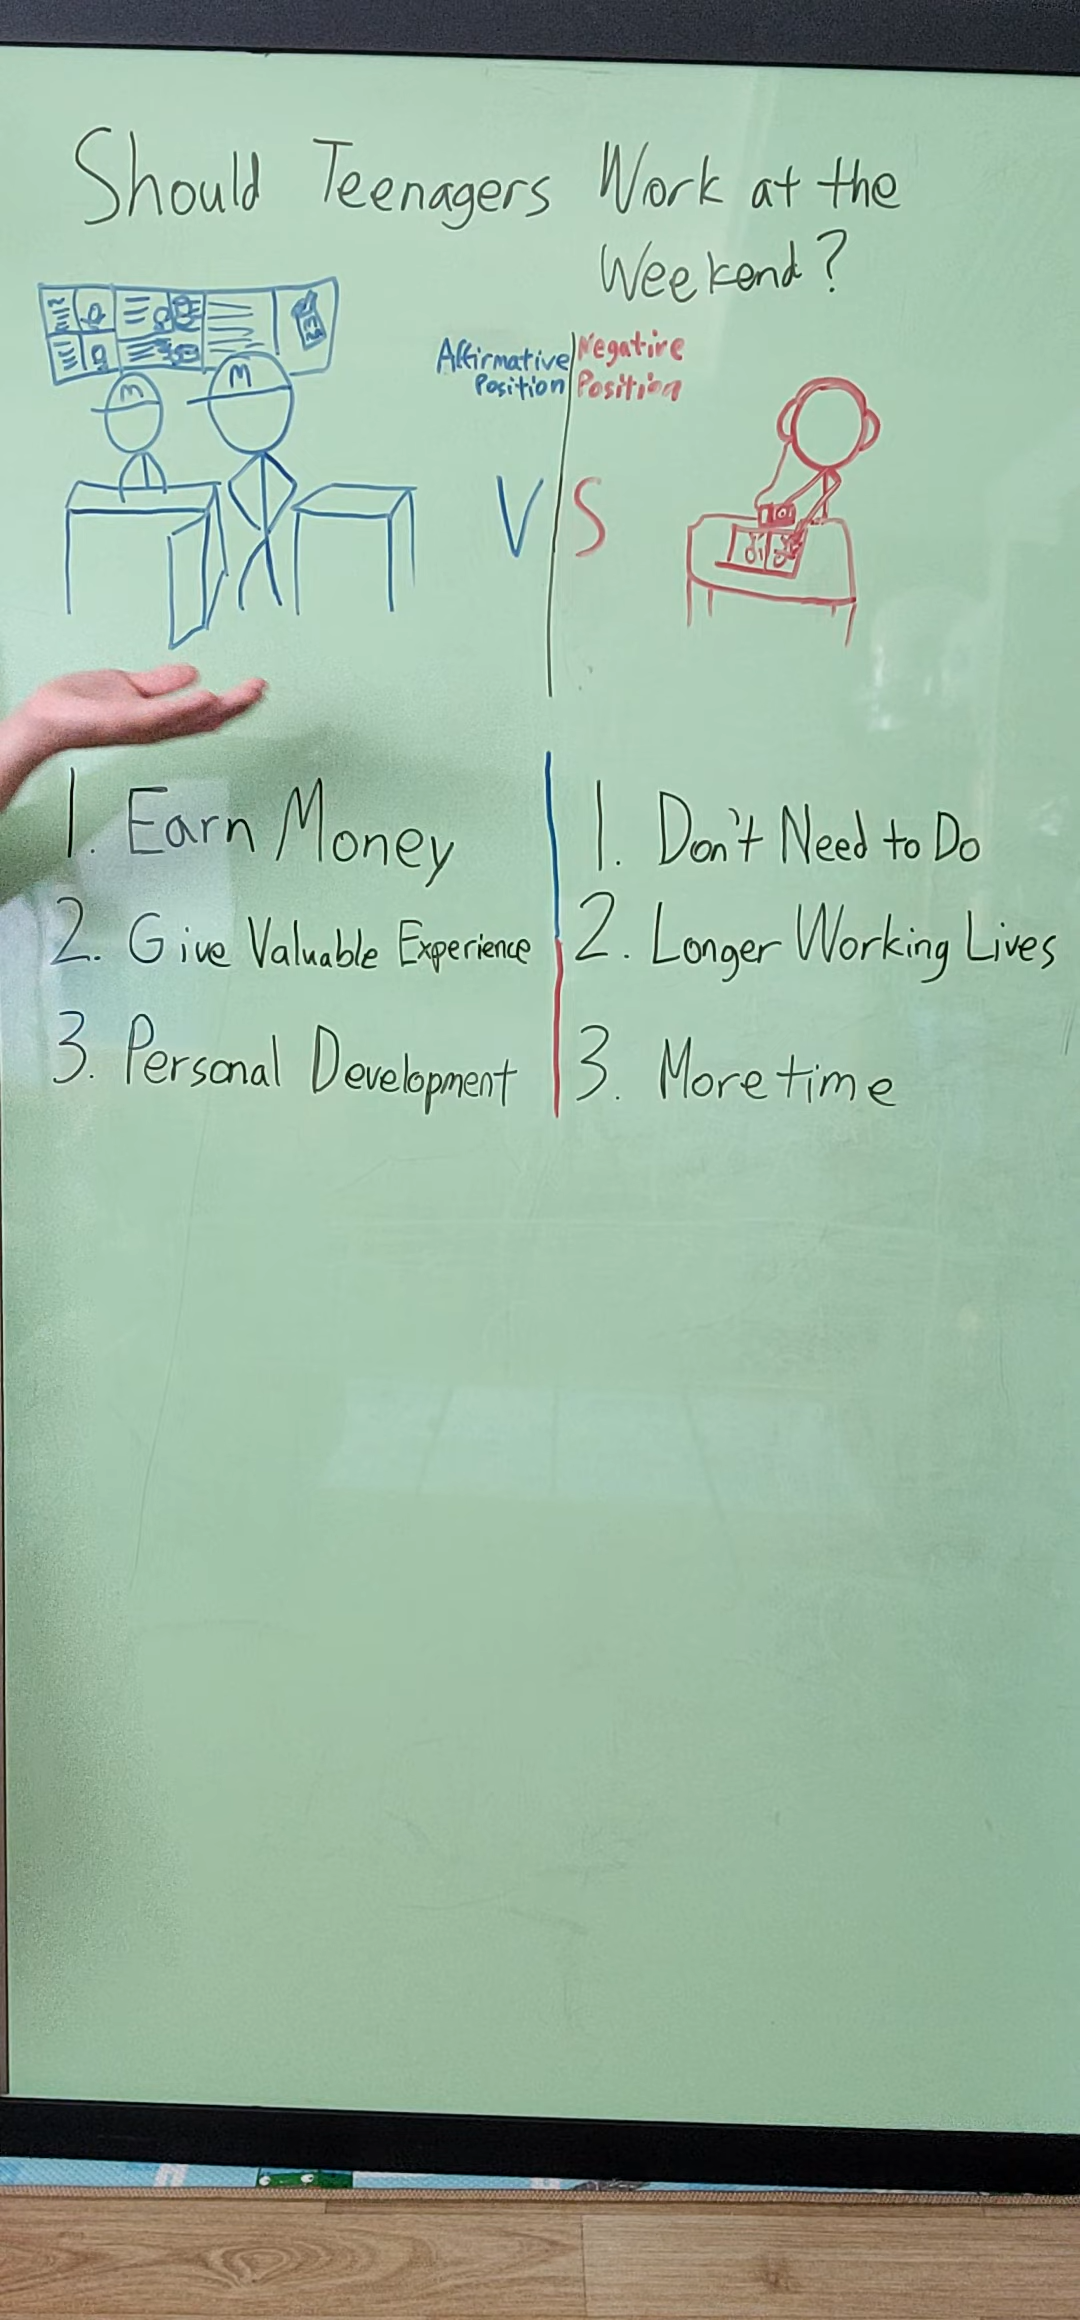 Should Teenagers Work at the
Weekend?
Affirmative
Position
Negative
Position
M
M
VS
1. Earn Money
2. Give Valuable Experience
3. Personal Development
1. Don't Need to Do
2. Longer Working Lives
3. More time